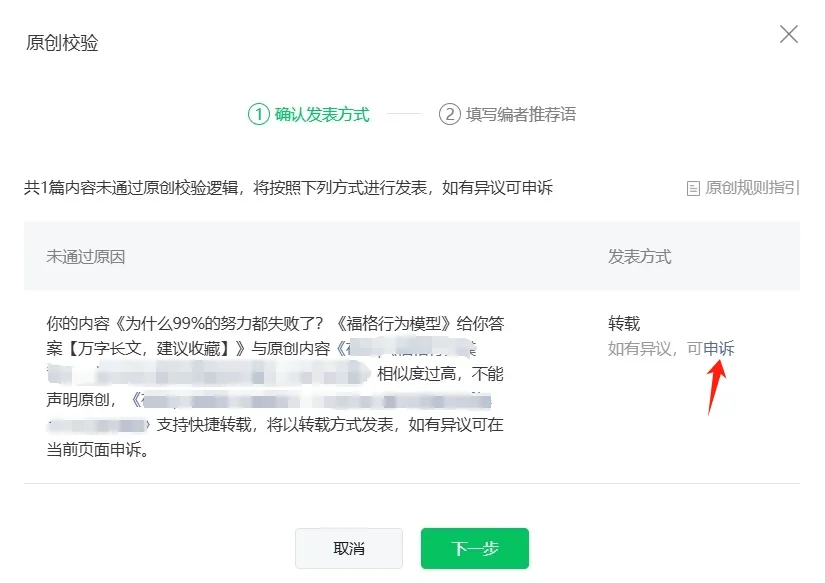 原创校验
1 确认发表方式
2 填写编者推荐语
共1篇内容未通过原创校验逻辑，将按照下列方式进行发表，如有异议可申诉
原创规则指引
未通过原因
发表方式
你的内容《为什么99%的努力都失败了？《福格行为模型》给你答
案【万字长文，建议收藏】》与原创内容《
相似度过高，不能
声明原创，《
》支持快捷转载，将以转载方式发表，如有异议可在
当前页面申诉。
转载
如有异议，可申诉
取消
下一步